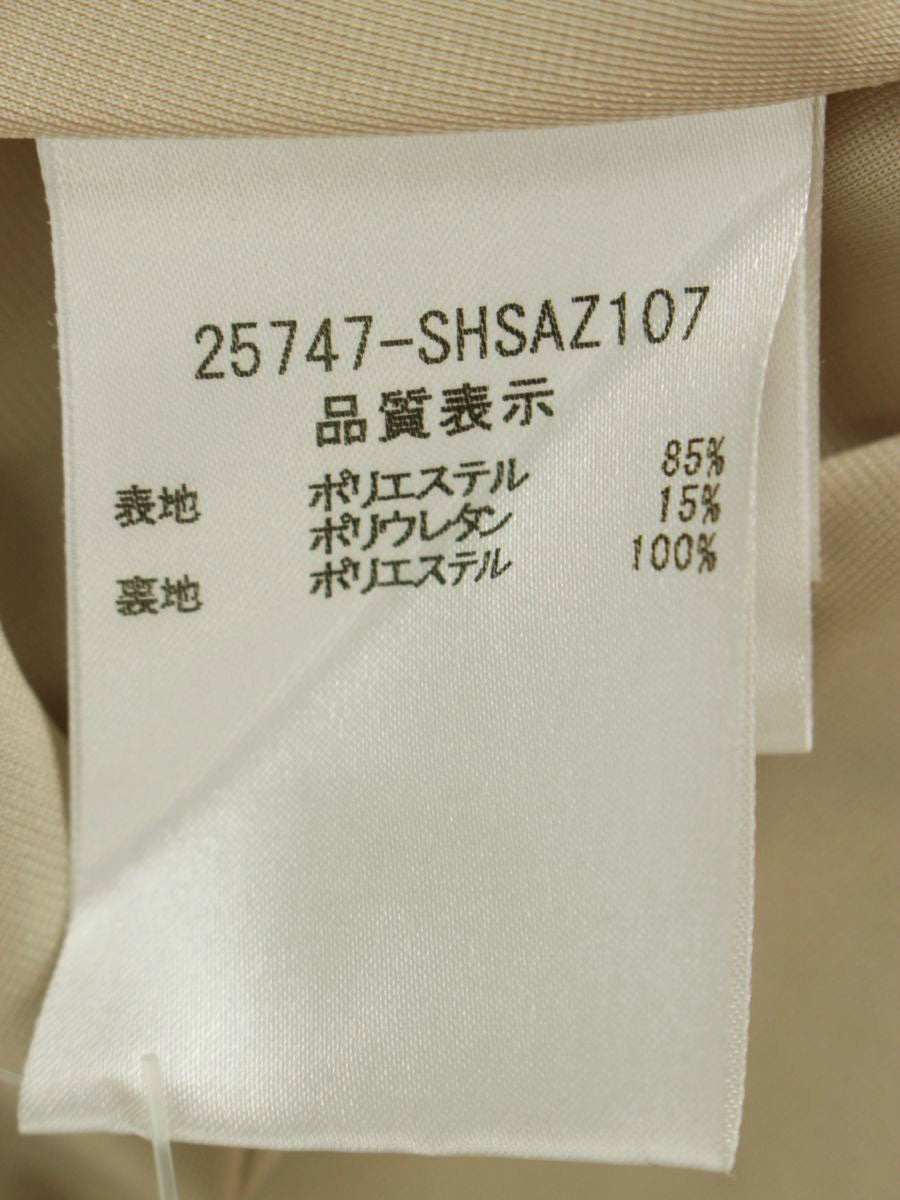 25747-SHSAZ107
品質表示
表地 ポリエステル 85%
ポリウレタン 15%
裏地 ポリエステル 100%